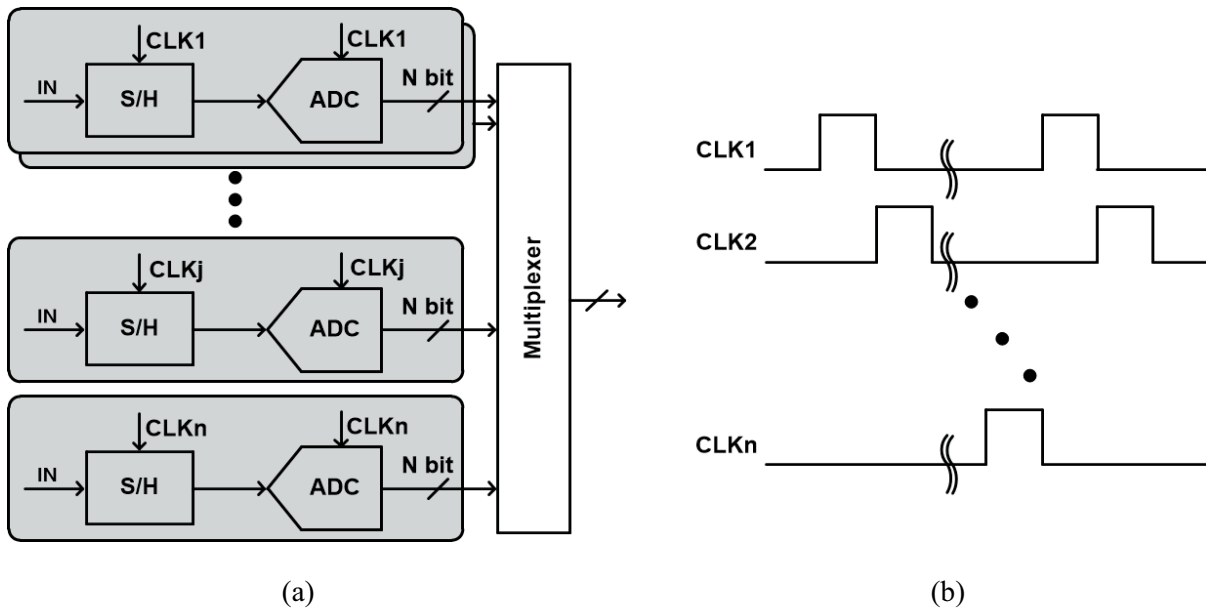 CLK1
CLK1
IN
S/H
ADC
N bit
CLKj
CLKj
IN
S/H
ADC
N bit
CLKn
CLKn
IN
S/H
ADC
N bit
Multiplexer
(a)
CLK1
CLK2
CLKn
(b)